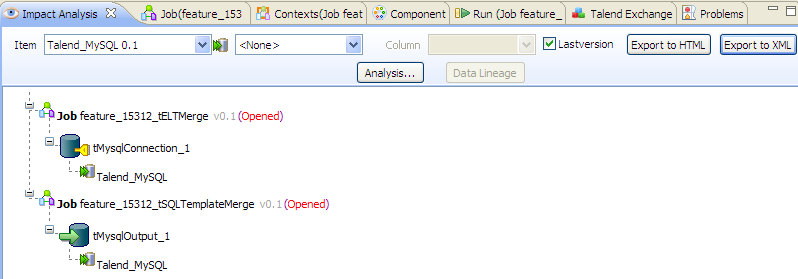 Impact Analysis Job(feature_153 Contexts(Job feat Component Run (Job feature_ Talend Exchange Problems
Item Talend_MySQL 0.1 <None> Column Lastversion Export to HTML Export to XML
Analysis... Data Lineage
Job feature_15312_tELTMerge v0.1(Opened)
tMysqlConnection_1
Talend_MySQL
Job feature_15312_tSQLTemplateMerge v0.1(Opened)
tMysqlOutput_1
Talend_MySQL